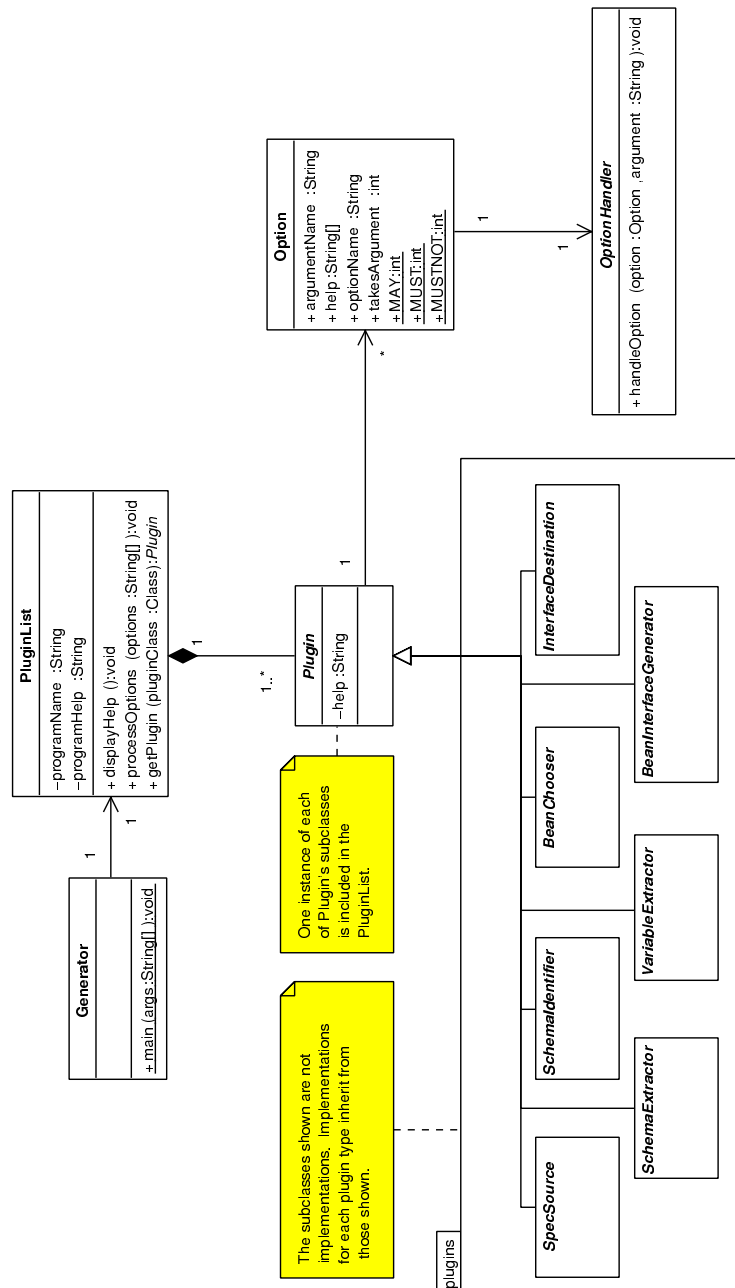 Generator
+ main (args :String[] ):void
1
1
PluginList
−programName :String
−programHelp :String
+ displayHelp ():void
+ processOptions (options :String[] ):void
+ getPlugin (pluginClass :Class):Plugin
1
1..*
The subclasses shown are not
implementations. Implementations
for each plugin type inherit from
those shown.
One instance of each
of Plugin's subclasses
is included in the
PluginList.
Plugin
−help :String
1
*
Option
+ argumentName :String
+ help :String[]
+ optionName :String
+ takesArgument :int
+ MAY:int
+ MUST:int
+ MUSTNOT:int
1
1
OptionHandler
+ handleOption (option :Option ,argument :String ):void
plugins
SpecSource
SchemaIdentifier
BeanChooser
InterfaceDestination
SchemaExtractor
VariableExtractor
BeanInterfaceGenerator